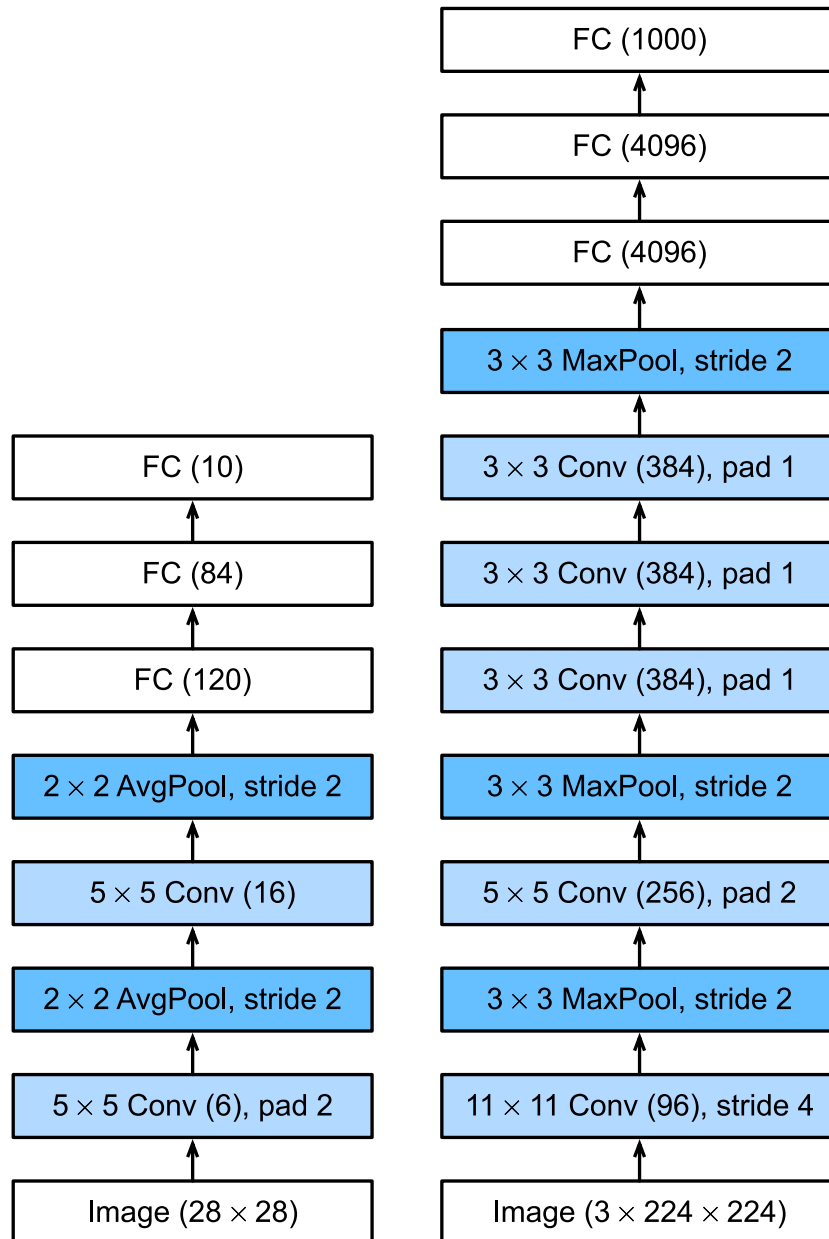 FC (10)
FC (84)
FC (120)
2 × 2 AvgPool, stride 2
5 × 5 Conv (16)
2 × 2 AvgPool, stride 2
5 × 5 Conv (6), pad 2
Image (28 × 28)
FC (1000)
FC (4096)
FC (4096)
3 × 3 MaxPool, stride 2
3 × 3 Conv (384), pad 1
3 × 3 Conv (384), pad 1
3 × 3 Conv (384), pad 1
3 × 3 MaxPool, stride 2
5 × 5 Conv (256), pad 2
3 × 3 MaxPool, stride 2
11 × 11 Conv (96), stride 4
Image (3 × 224 × 224)